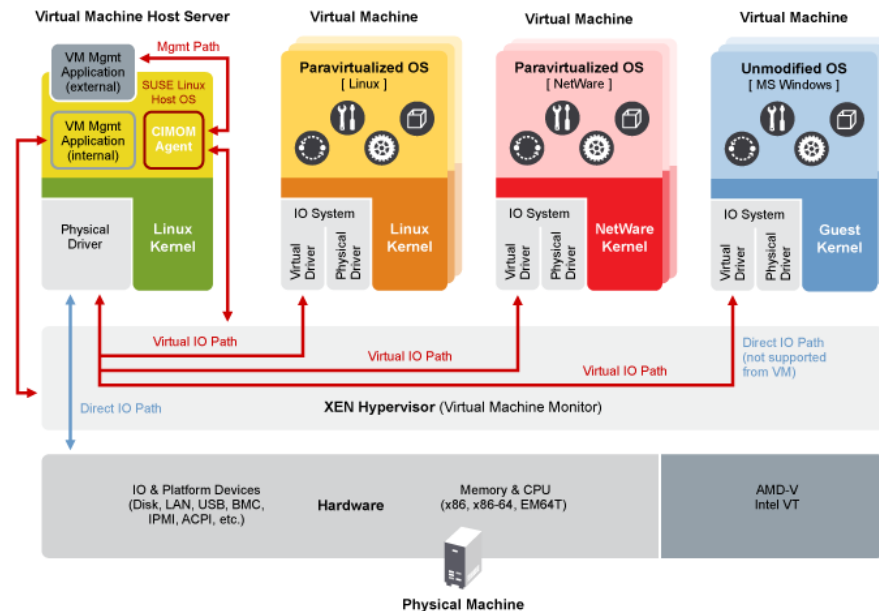 Virtual Machine Host Server
Virtual Machine
Virtual Machine
Virtual Machine
VM Mgmt
Application
(external)
Mgmt Path
SUSE Linux
Host OS
VM Mgmt
Application
(internal)
CIMOM
Agent
Physical
Driver
Linux
Kernel
Paravirtualized OS
[ Linux ]
IO System
Virtual
Driver
Physical
Driver
Linux
Kernel
Paravirtualized OS
[ NetWare ]
IO System
Virtual
Driver
Physical
Driver
NetWare
Kernel
Unmodified OS
[ MS Windows ]
IO System
Virtual
Driver
Physical
Driver
Guest
Kernel
Virtual IO Path
Virtual IO Path
Virtual IO Path
Direct IO Path
(not supported
from VM)
Direct IO Path
XEN Hypervisor (Virtual Machine Monitor)
IO & Platform Devices
(Disk, LAN, USB, BMC,
IPMI, ACPI, etc.)
Hardware
Memory & CPU
(x86, x86-64, EM64T)
AMD-V
Intel VT
Physical Machine